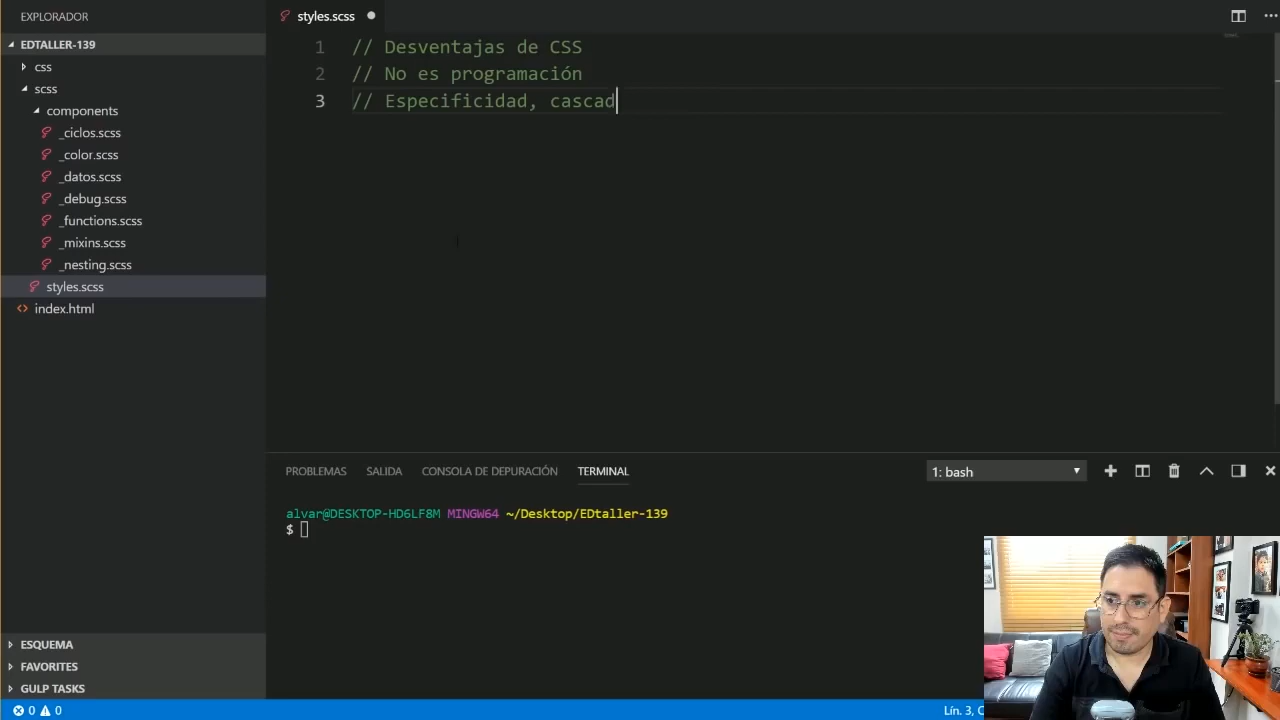 EXPLORADOR
styles.scss
EDTALLER-139
css
scss
components
_ciclos.scss
_color.scss
_datos.scss
_debug.scss
_functions.scss
_mixins.scss
_nesting.scss
styles.scss
index.html
1 // Desventajas de CSS
2 // No es programación
3 // Especificidad, cascad
PROBLEMAS SALIDA CONSOLA DE DEPURACIÓN TERMINAL
1: bash
alvar@DESKTOP-HD6LF8M MINGW64 ~/Desktop/EDtaller-139
$
ESQUEMA
FAVORITES
GULP TASKS
0 0
Lín. 3, C